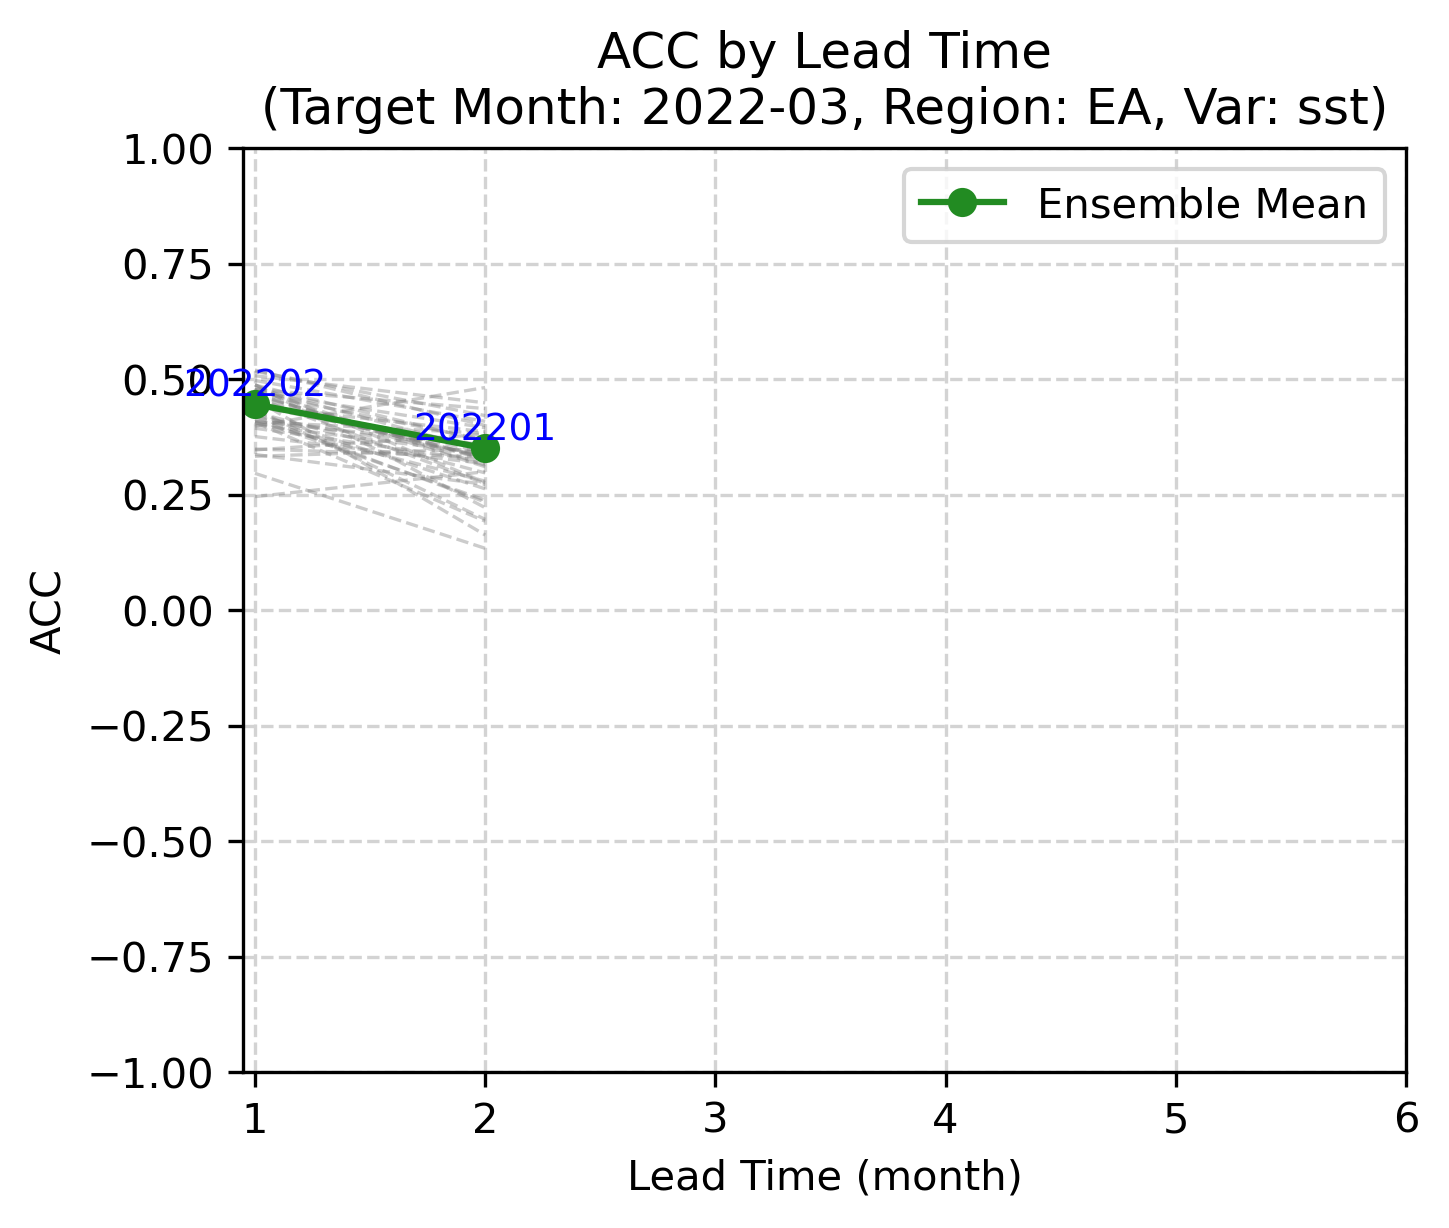 ACC by Lead Time
(Target Month: 2022-03, Region: EA, Var: sst)
Ensemble Mean
1.00
0.75
0.50
0.25
0.00
−0.25
−0.50
−0.75
−1.00
202202
202201
ACC
1 2 3 4 5 6
Lead Time (month)